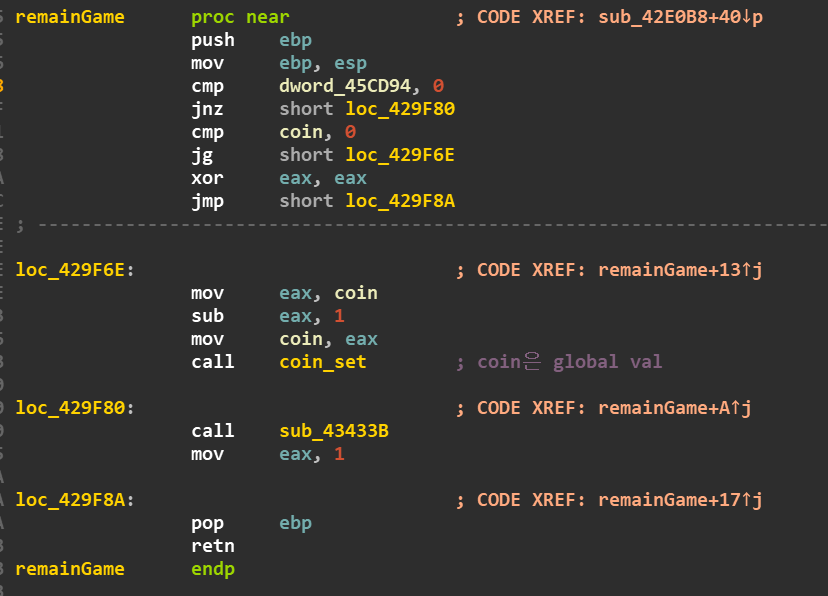 remainGame proc near ; CODE XREF: sub_42E0B8+40↓p
push ebp
mov ebp, esp
cmp dword_45CD94, 0
jnz short loc_429F80
cmp coin, 0
jg short loc_429F6E
xor eax, eax
jmp short loc_429F8A
; ---------------------------------------------------------------------------
loc_429F6E: ; CODE XREF: remainGame+13↑j
mov eax, coin
sub eax, 1
mov coin, eax
call coin_set ; coin은 global val
loc_429F80: ; CODE XREF: remainGame+A↑j
call sub_43433B
mov eax, 1
loc_429F8A: ; CODE XREF: remainGame+17↑j
pop ebp
retn
remainGame endp